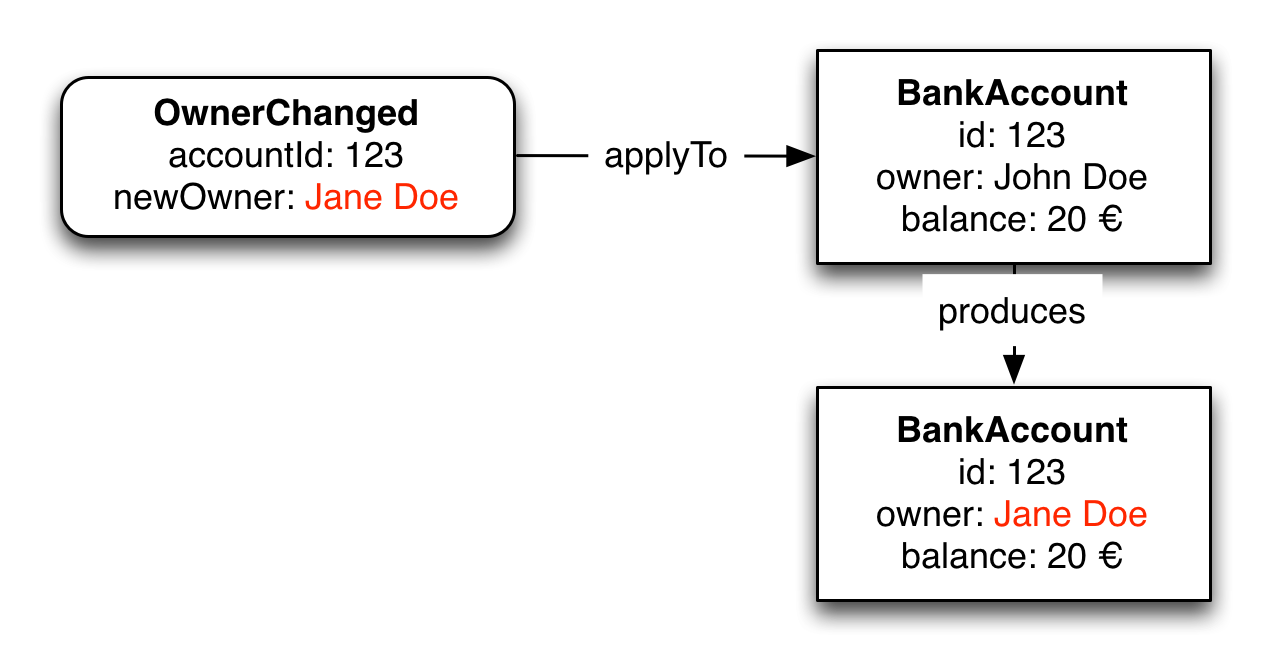 OwnerChanged
accountId: 123
newOwner: Jane Doe
applyTo
BankAccount
id: 123
owner: John Doe
balance: 20 €
produces
BankAccount
id: 123
owner: Jane Doe
balance: 20 €